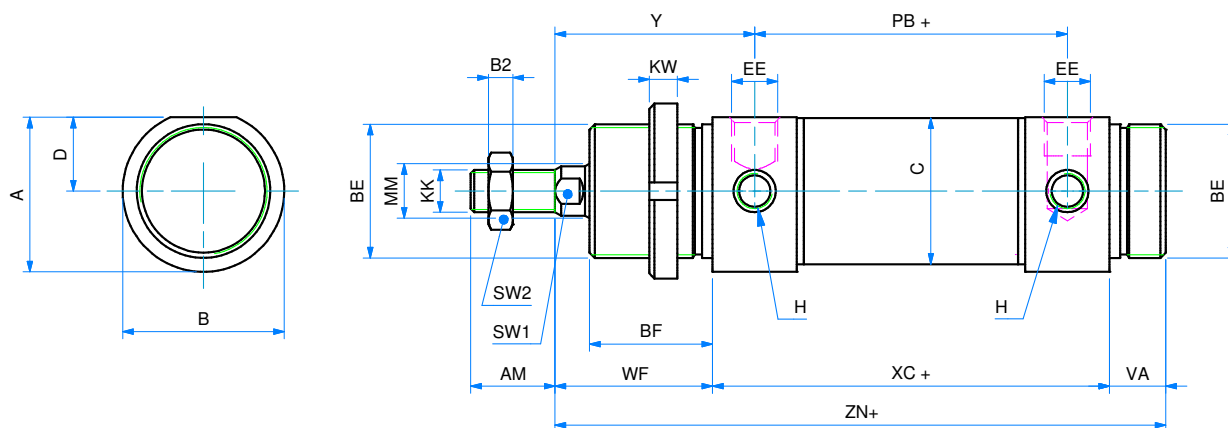 Y
PB +
B2
KW
EE
EE
D
A
BE
MM
KK
C
BE
SW2
SW1
H
H
B
BF
AM
WF
XC +
VA
ZN+